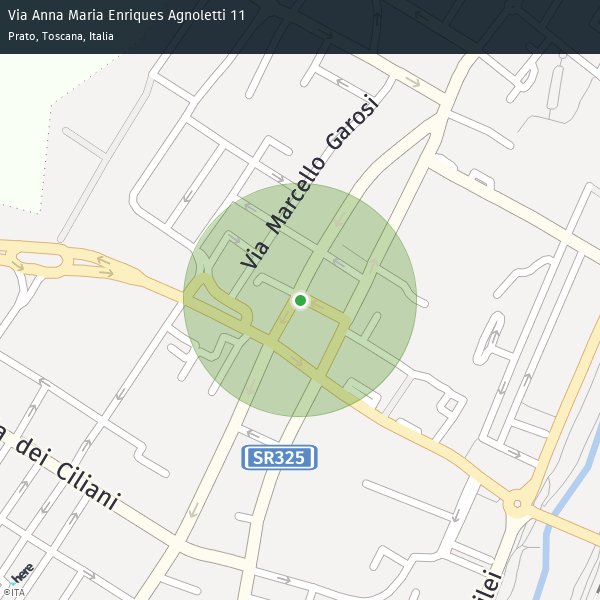 Via Anna Maria Enriques Agnoletti 11
Prato, Toscana, Italia
Via Marcello Garosi
SR325
a dei Ciliani
ilei
here
©ITA